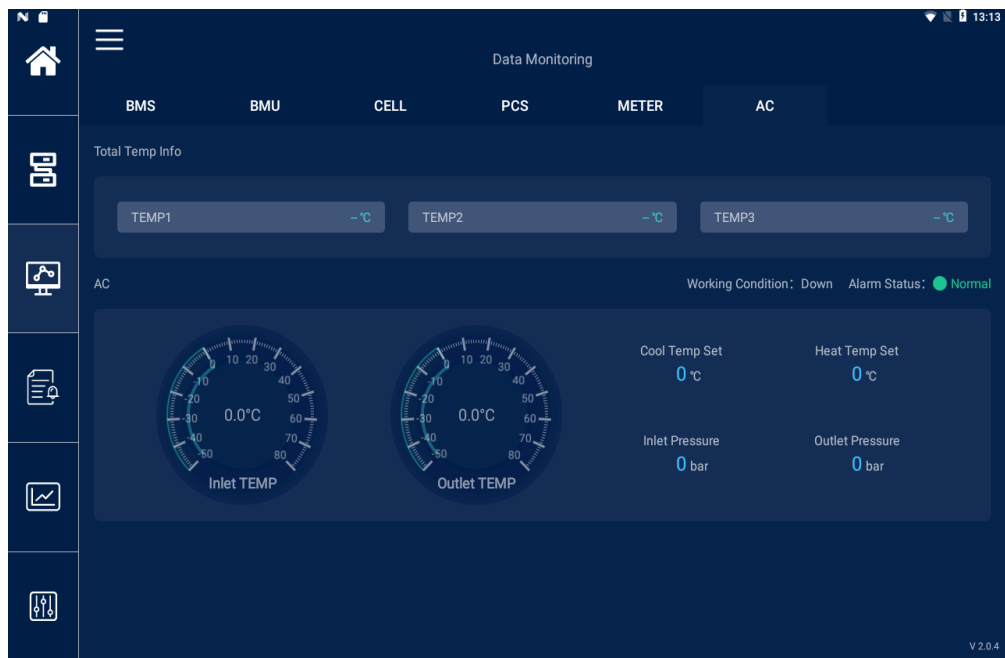 13:13
Data Monitoring
BMS BMU CELL PCS METER AC
Total Temp Info
TEMP1 –℃ TEMP2 –℃ TEMP3 –℃
AC Working Condition: Down Alarm Status: Normal
-50 -40 -30 -20 -10 0 10 20 30 40 50 60 70 80
0.0°C
Inlet TEMP
-50 -40 -30 -20 -10 0 10 20 30 40 50 60 70 80
0.0°C
Outlet TEMP
Cool Temp Set Heat Temp Set
0 ℃ 0 ℃
Inlet Pressure Outlet Pressure
0 bar 0 bar
V 2.0.4